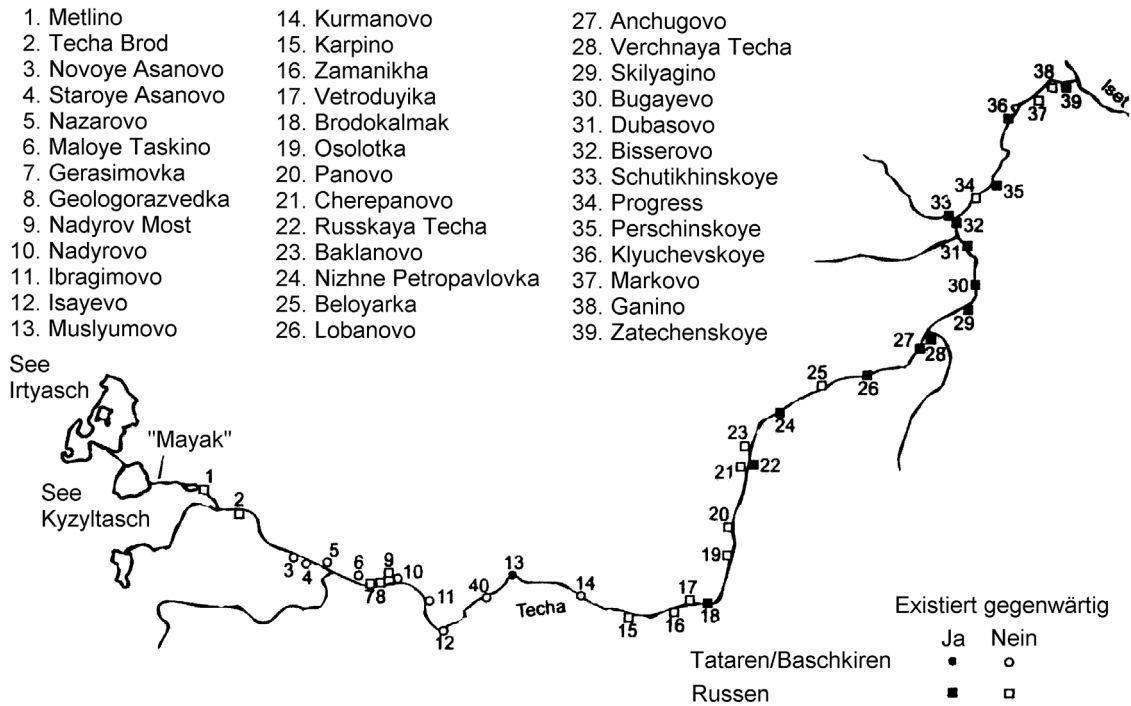 1. Metlino
2. Techa Brod
3. Novoye Asanovo
4. Staroye Asanovo
5. Nazarovo
6. Maloye Taskino
7. Gerasimovka
8. Geologorazvedka
9. Nadyrov Most
10. Nadyrovo
11. Ibragimovo
12. Isayevo
13. Muslyumovo
14. Kurmanovo
15. Karpino
16. Zamanikha
17. Vetroduyika
18. Brodokalmak
19. Osolotka
20. Panovo
21. Cherepanovo
22. Russkaya Techa
23. Baklanovo
24. Nizhne Petropavlovka
25. Beloyarka
26. Lobanovo
27. Anchugovo
28. Verchnaya Techa
29. Skilyagino
30. Bugayevo
31. Dubasovo
32. Bisserovo
33. Schutikhinskoye
34. Progress
35. Perschinskoye
36. Klyuchevskoye
37. Markovo
38. Ganino
39. Zatechenskoye
See
Irtyasch
"Mayak"
See
Kyzyltasch
1
2
3
4
5
6
7
8
9
10
11
12
40
13
Techa
14
15
16
17
18
19
20
21
22
23
24
25
26
27
28
29
30
31
32
33
34
35
36
37
38
39
Iset
Existiert gegenwärtig
Ja Nein
Tataren/Baschkiren
Russen